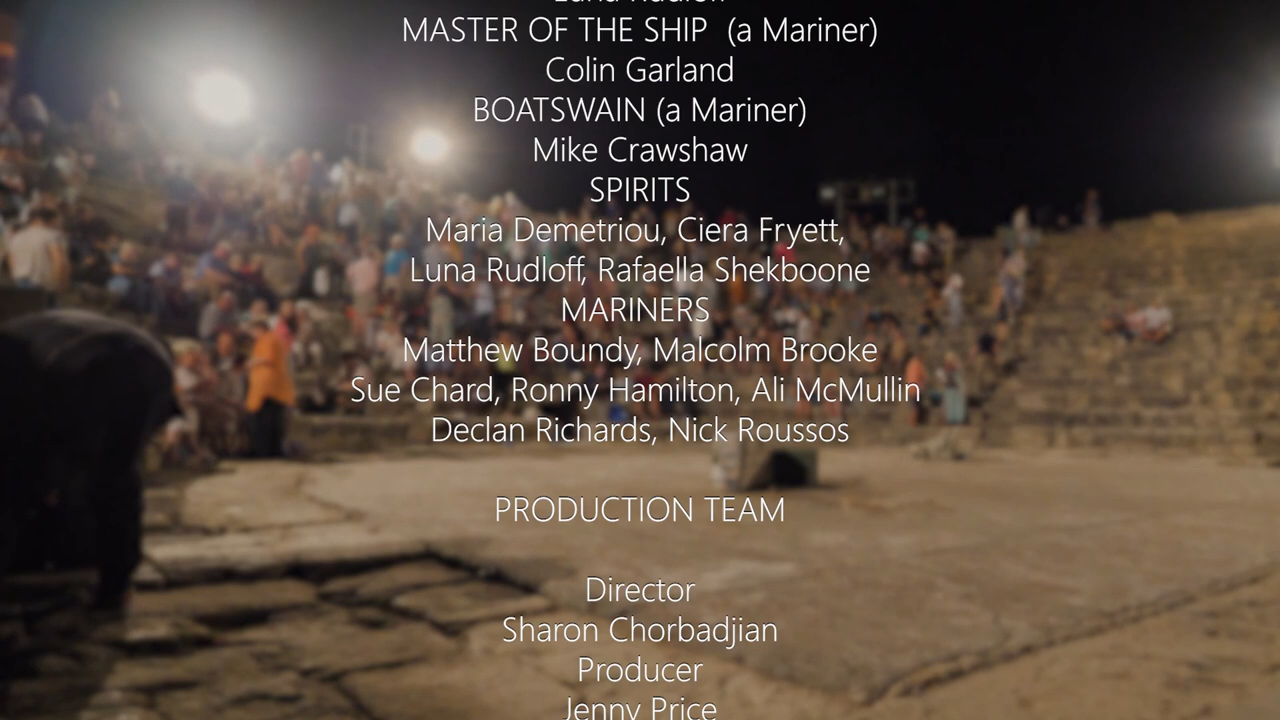 MASTER OF THE SHIP (a Mariner)
Colin Garland
BOATSWAIN (a Mariner)
Mike Crawshaw
SPIRITS
Maria Demetriou, Ciera Fryett,
Luna Rudloff, Rafaella Shekboone
MARINERS
Matthew Boundy, Malcolm Brooke
Sue Chard, Ronny Hamilton, Ali McMullin
Declan Richards, Nick Roussos
PRODUCTION TEAM
Director
Sharon Chorbadjian
Producer
Jenny Price